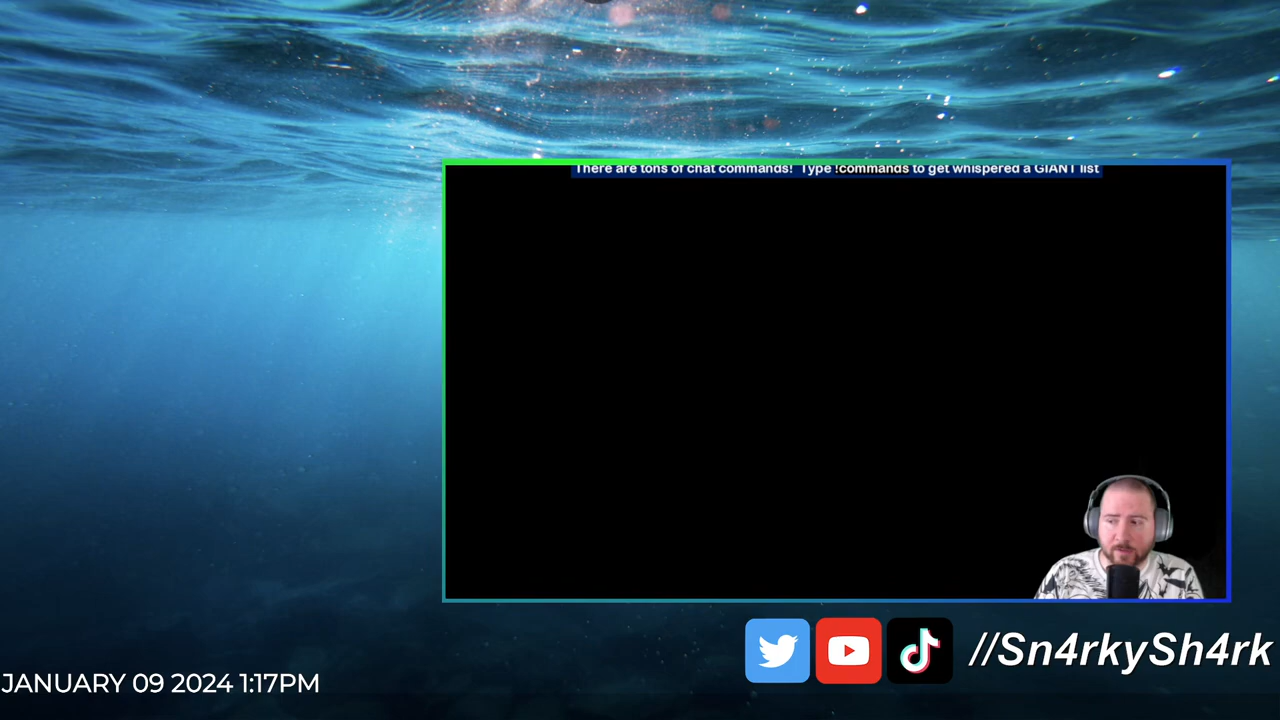 There are tons of chat commands! Type !commands to get whispered a GIANT list
//Sn4rkySh4rk
JANUARY 09 2024 1:17PM